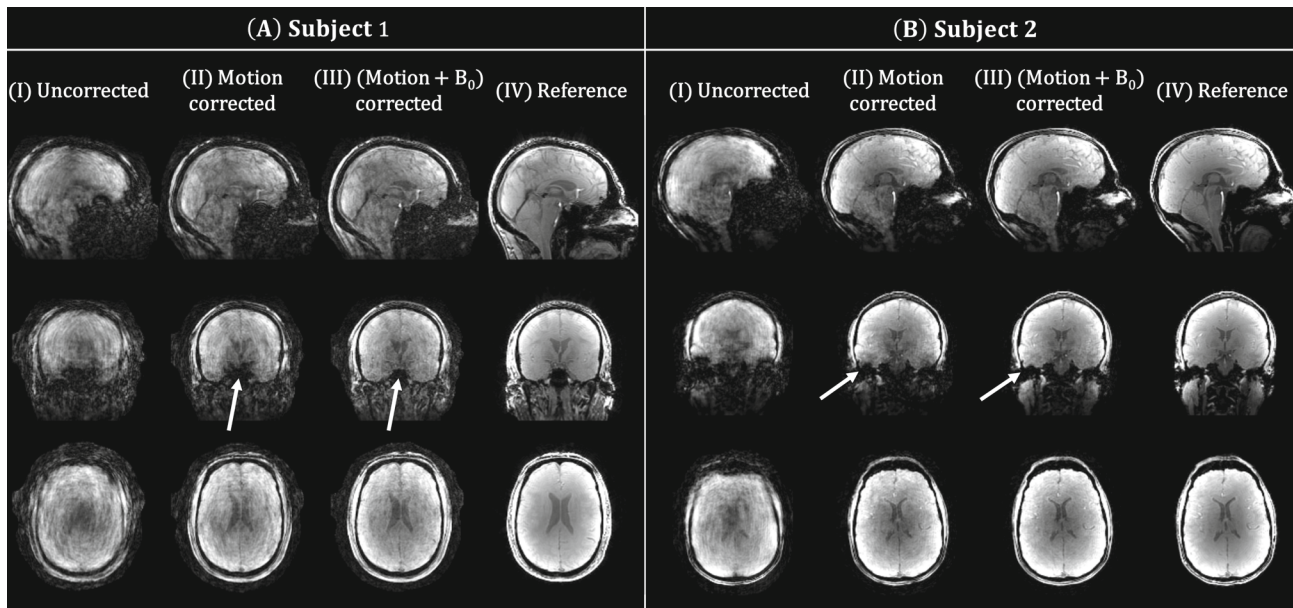 (A) Subject 1
(I) Uncorrected
(II) Motion
corrected
(III) (Motion + B₀)
corrected
(IV) Reference
(B) Subject 2
(I) Uncorrected
(II) Motion
corrected
(III) (Motion + B₀)
corrected
(IV) Reference